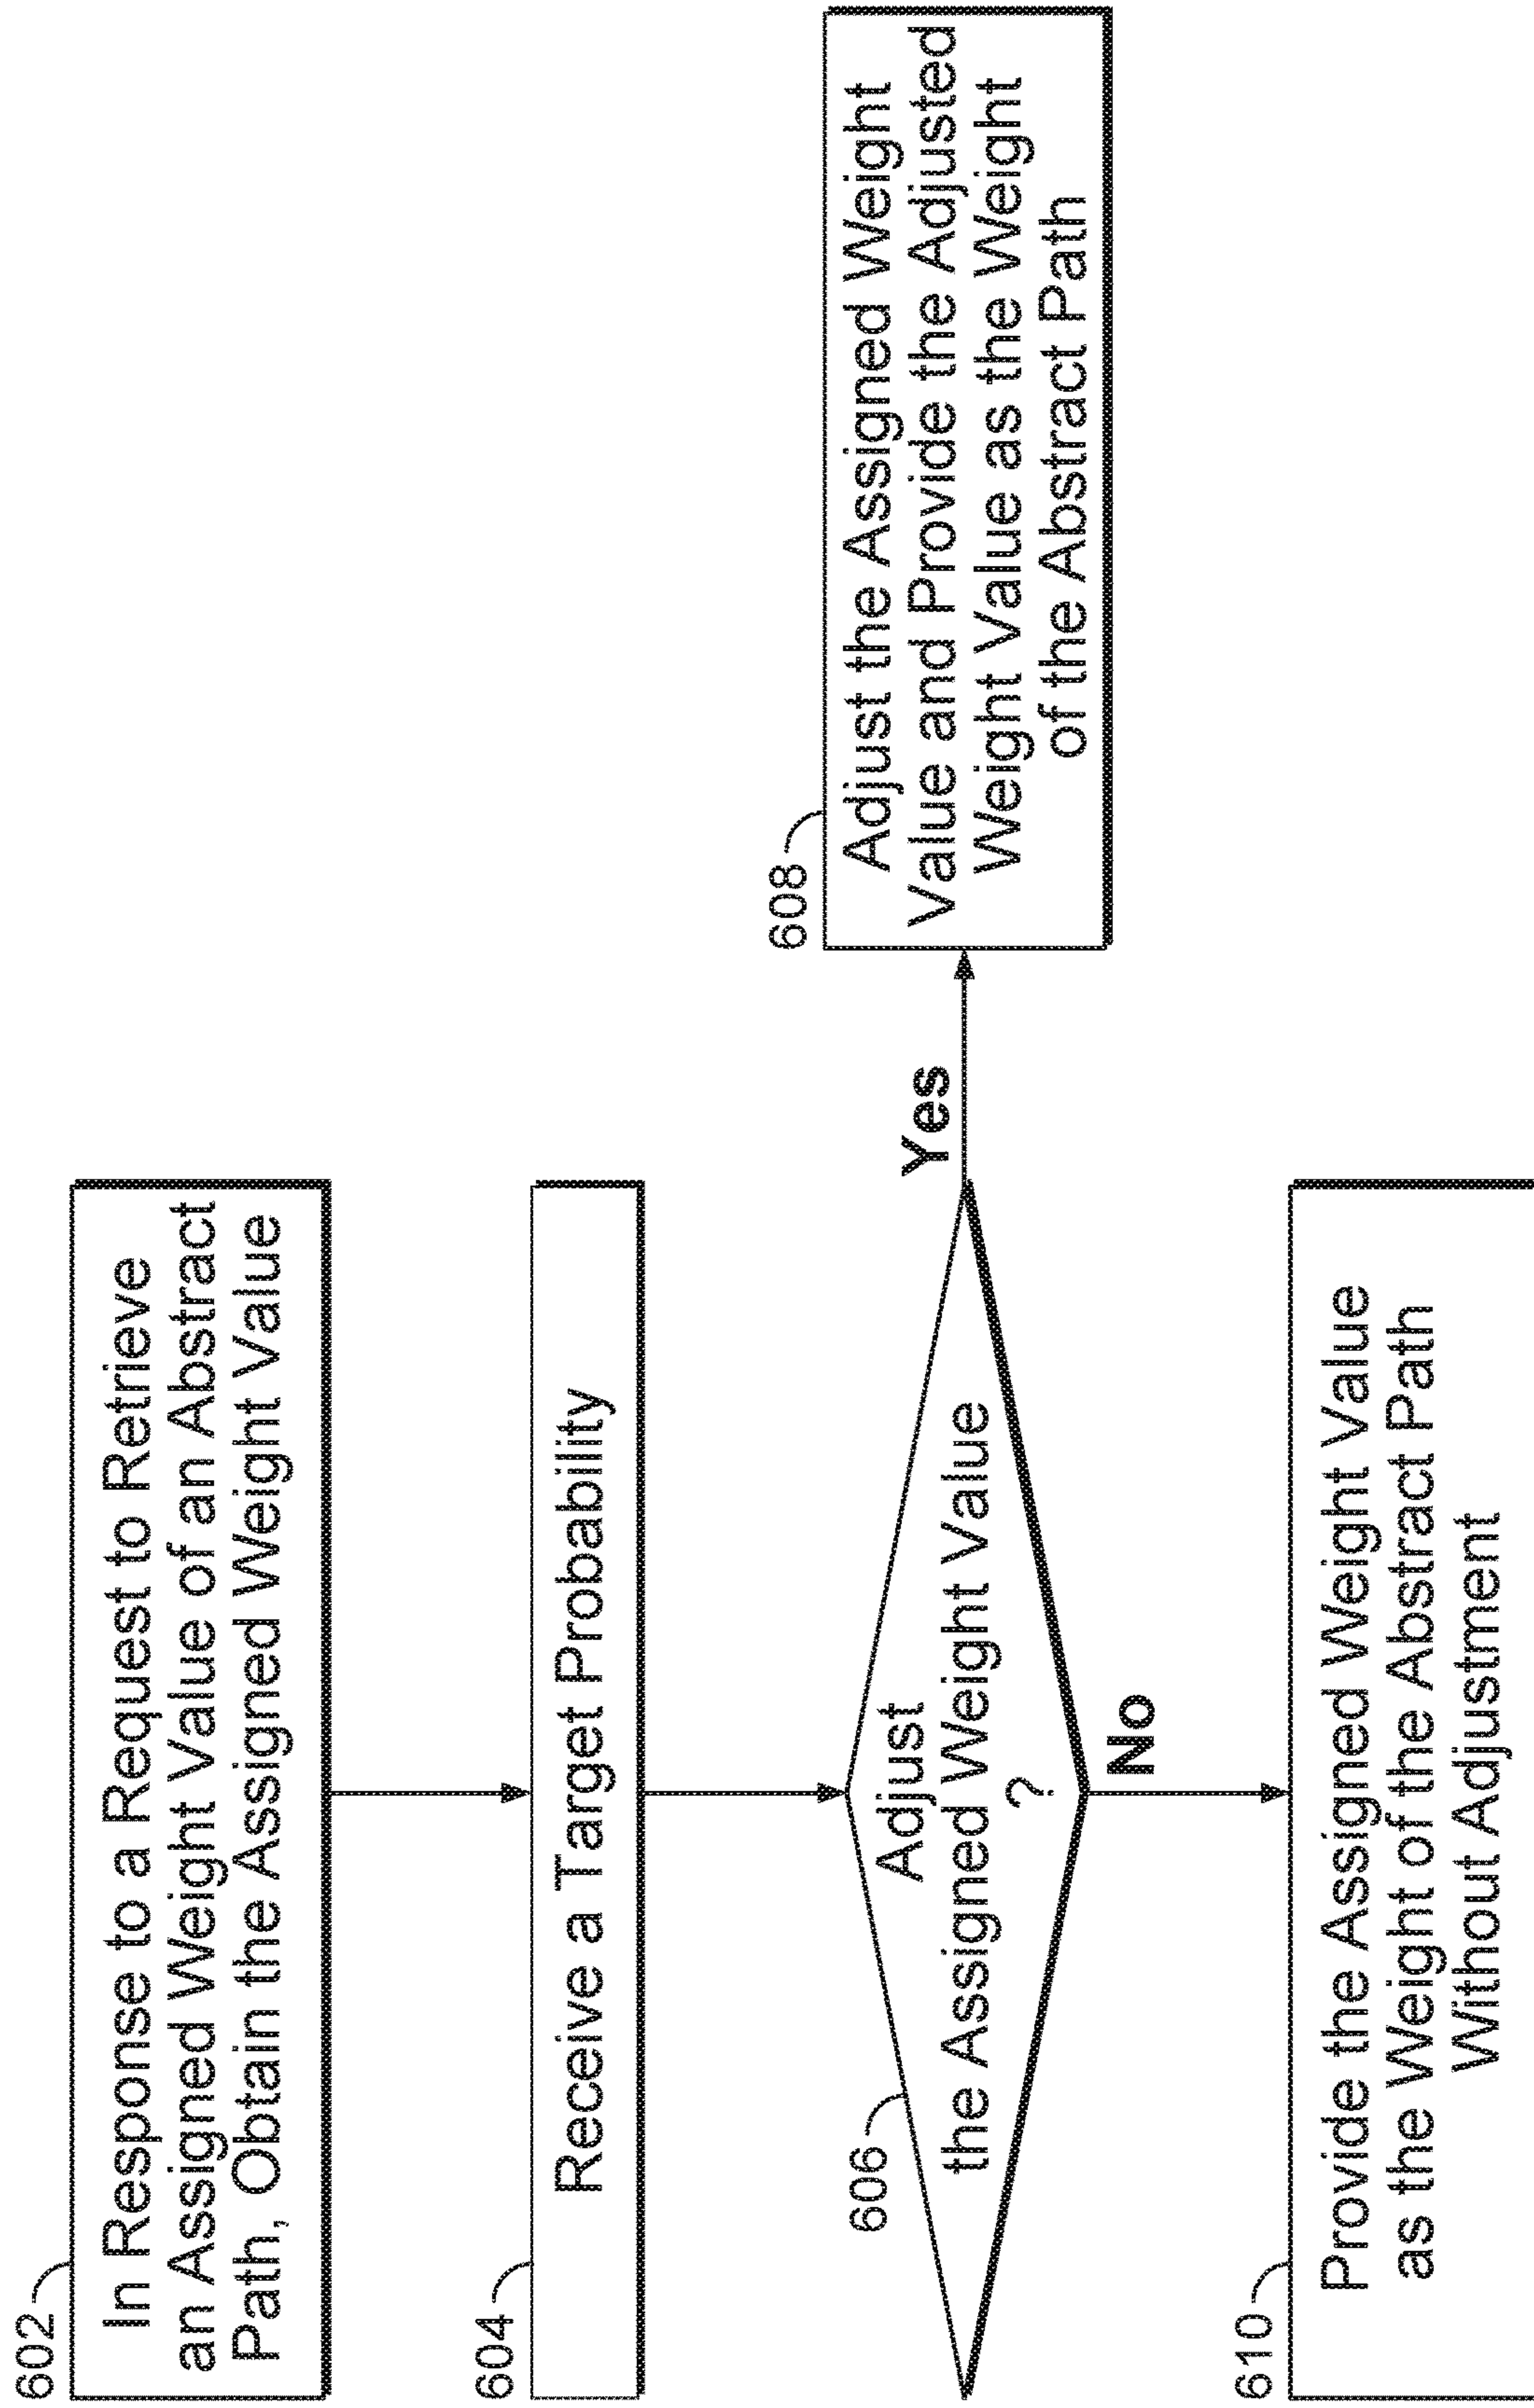 602
In Response to a Request to Retrieve
an Assigned Weight Value of an Abstract
Path, Obtain the Assigned Weight Value
604
Receive a Target Probability
606
Adjust
the Assigned Weight Value
?
Yes
608
Adjust the Assigned Weight
Value and Provide the Adjusted
Weight Value as the Weight
of the Abstract Path
No
610
Provide the Assigned Weight Value
as the Weight of the Abstract Path
Without Adjustment